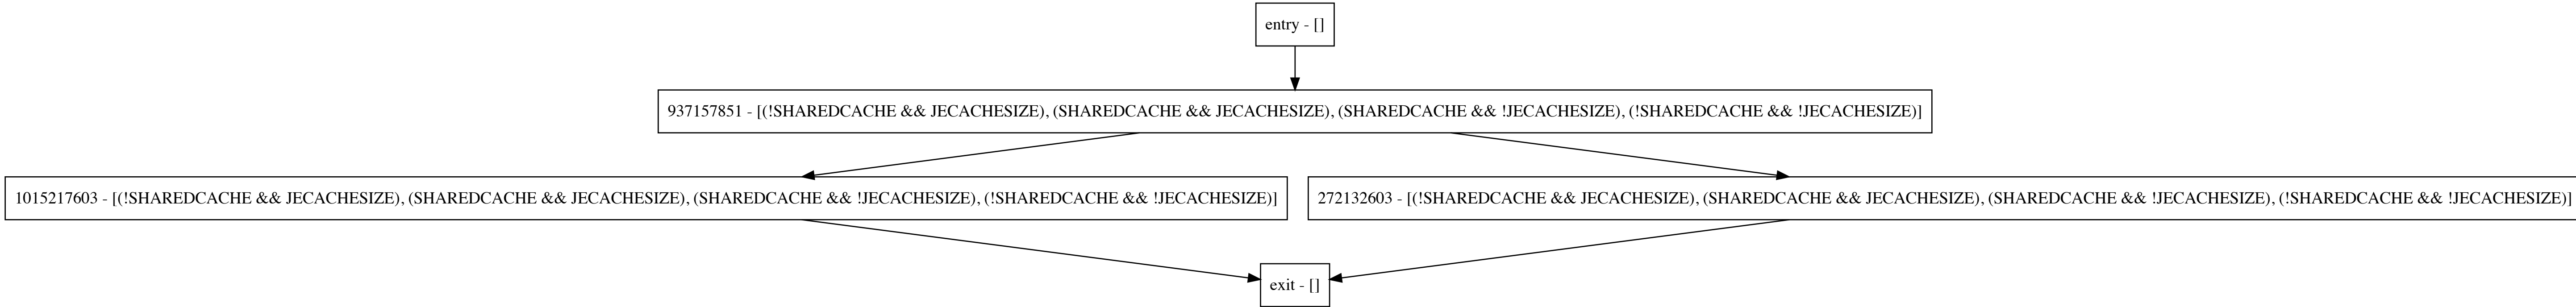 entry - []
937157851 - [(!SHAREDCACHE && JECACHESIZE), (SHAREDCACHE && JECACHESIZE), (SHAREDCACHE && !JECACHESIZE), (!SHAREDCACHE && !JECACHESIZE)]
1015217603 - [(!SHAREDCACHE && JECACHESIZE), (SHAREDCACHE && JECACHESIZE), (SHAREDCACHE && !JECACHESIZE), (!SHAREDCACHE && !JECACHESIZE)]
272132603 - [(!SHAREDCACHE && JECACHESIZE), (SHAREDCACHE && JECACHESIZE), (SHAREDCACHE && !JECACHESIZE), (!SHAREDCACHE && !JECACHESIZE)]
exit - []